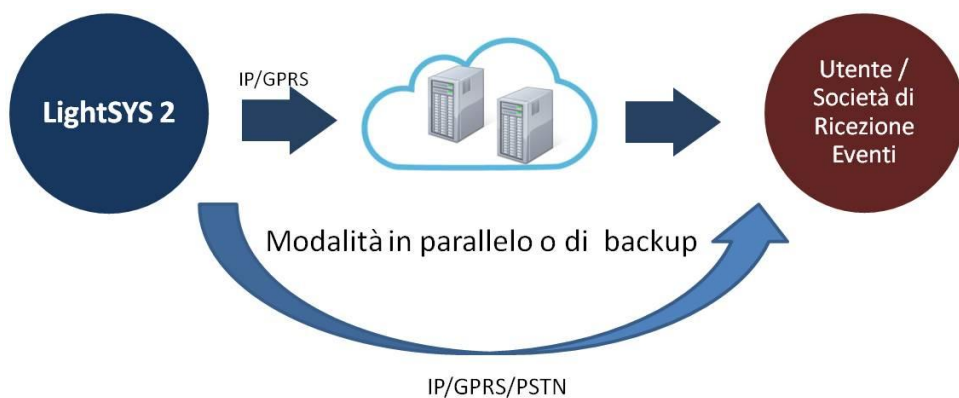 LightSYS 2
IP/GPRS
Utente /
Società di
Ricezione
Eventi
Modalità in parallelo o di backup
IP/GPRS/PSTN